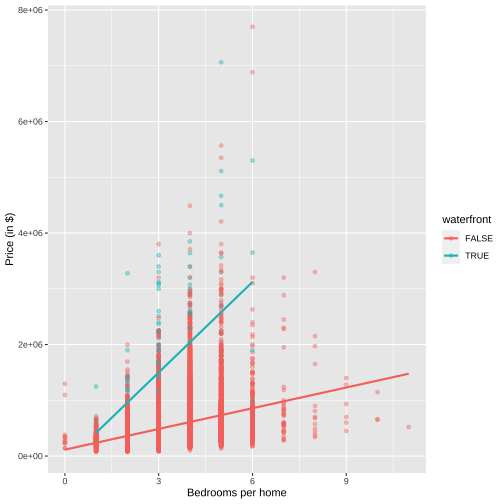 8e+06
6e+06
4e+06
2e+06
0e+00
Price (in $)
0
3
6
9
Bedrooms per home
waterfront
FALSE
TRUE